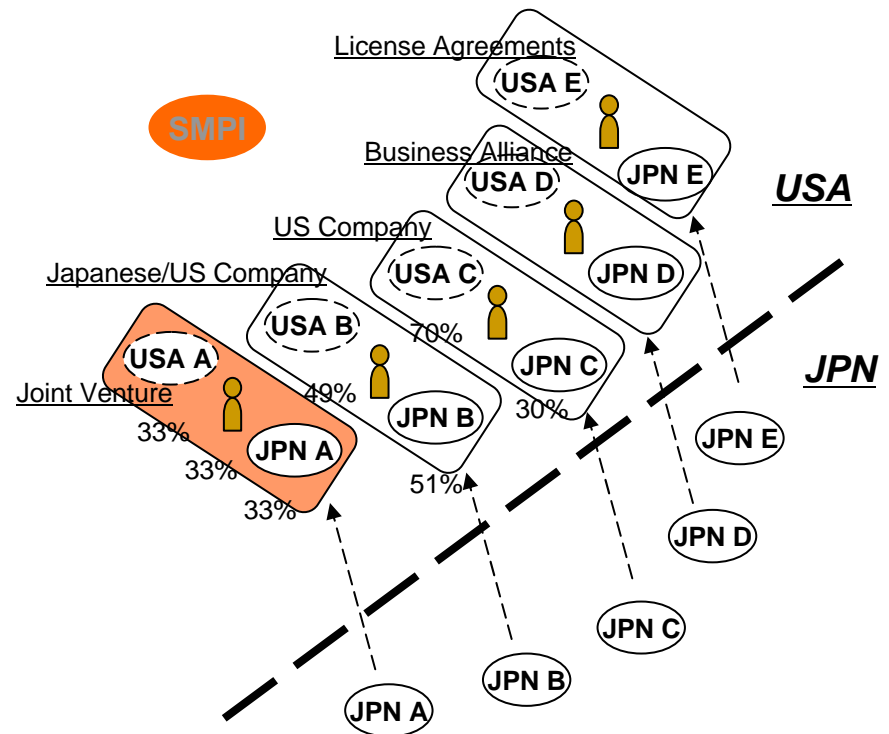 License Agreements
USA E
SMPI
Business Alliance
JPN E
USA D
USA
US Company
JPN D
USA C
Japanese/US Company
USA B
70%
JPN C
JPN
USA A
Joint Venture
49%
JPN B
30%
33%
JPN A
JPN E
33%
51%
33%
JPN D
JPN C
JPN B
JPN A